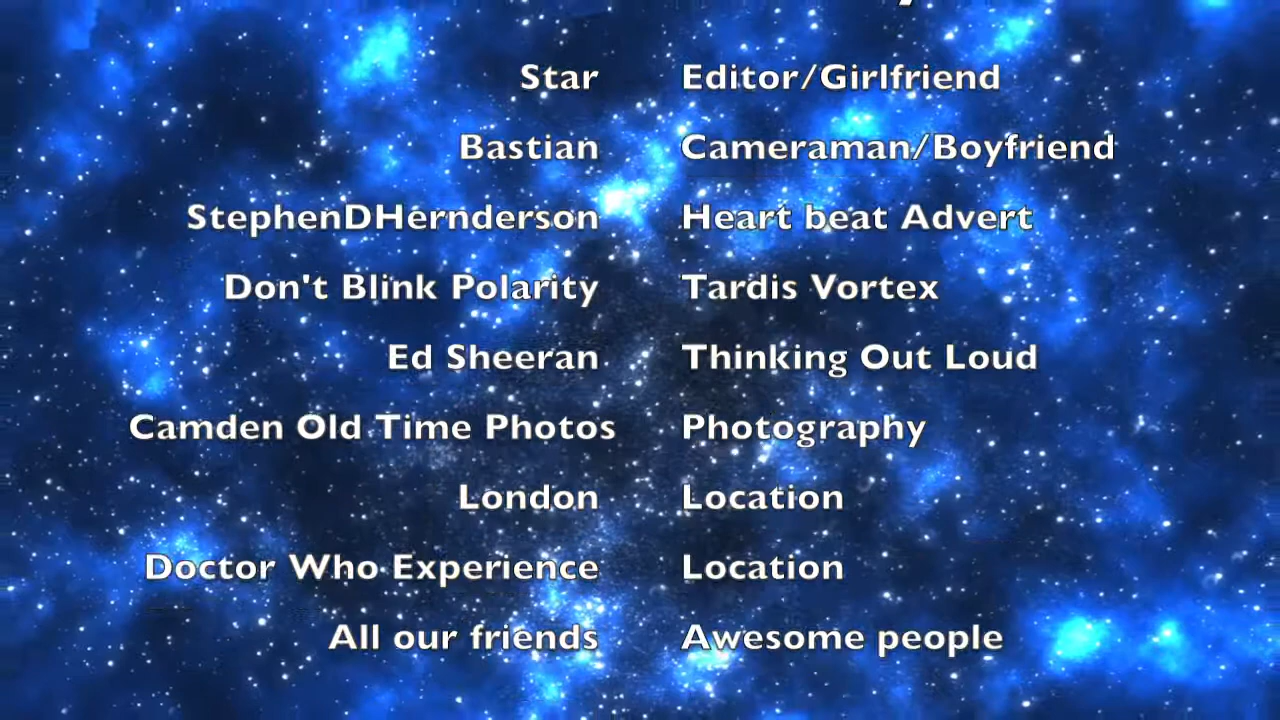 Star Editor/Girlfriend
Bastian Cameraman/Boyfriend
StephenDHernderson Heart beat Advert
Don't Blink Polarity Tardis Vortex
Ed Sheeran Thinking Out Loud
Camden Old Time Photos Photography
London Location
Doctor Who Experience Location
All our friends Awesome people